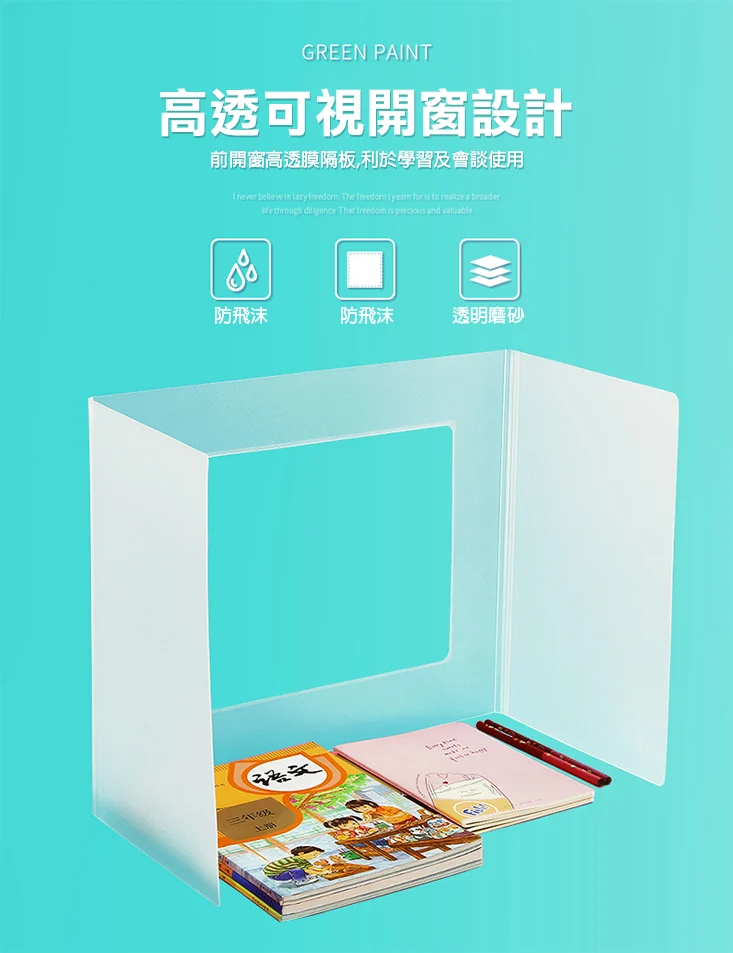 GREEN PAINT
高透可視開窗設計
前開窗高透膜隔板,利於學習及會談使用
I never believe in lazy freedom. The freedom I yearn for is to realize a broader
life through diligence That freedom is precious and valuable
防飛沫
防飛沫
透明磨砂
语文
三年级
上册